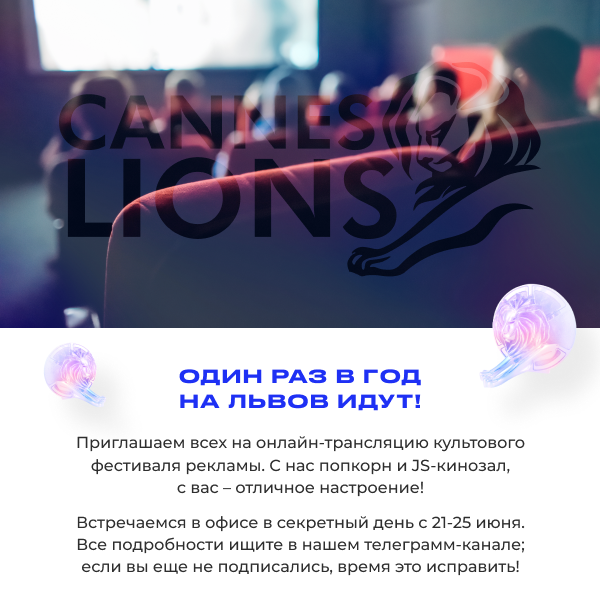 CANNES
LIONS
ОДИН РАЗ В ГОД
НА ЛЬВОВ ИДУТ!
Приглашаем всех на онлайн-трансляцию культового
фестиваля рекламы. С нас попкорн и JS-кинозал,
с вас – отличное настроение!
Встречаемся в офисе в секретный день с 21-25 июня.
Все подробности ищите в нашем телеграмм-канале;
если вы еще не подписались, время это исправить!